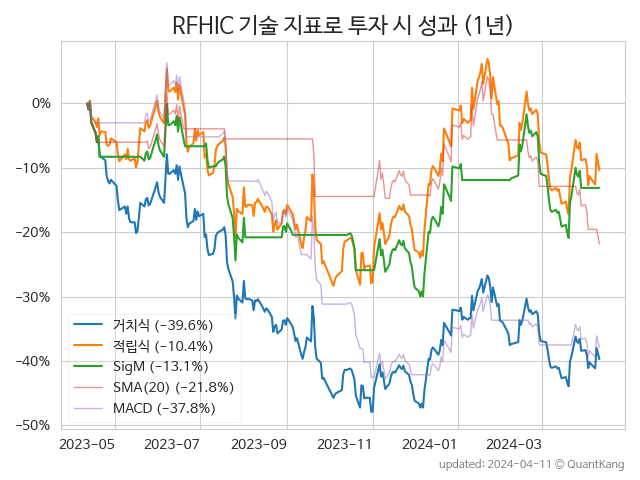 RFHIC 기술 지표로 투자 시 성과 (1년)
0%
−10%
−20%
−30%
−40%
−50%
거치식 (−39.6%)
적립식 (−10.4%)
SigM (−13.1%)
SMA(20) (−21.8%)
MACD (−37.8%)
2023-05 2023-07 2023-09 2023-11 2024-01 2024-03
updated: 2024-04-11 © QuantKang